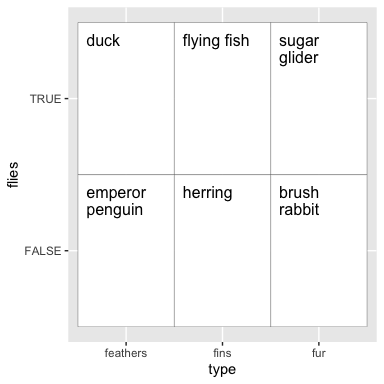 duck
flying fish
sugar
glider
TRUE
flies
emperor
penguin
herring
brush
rabbit
FALSE
feathers
fins
fur
type